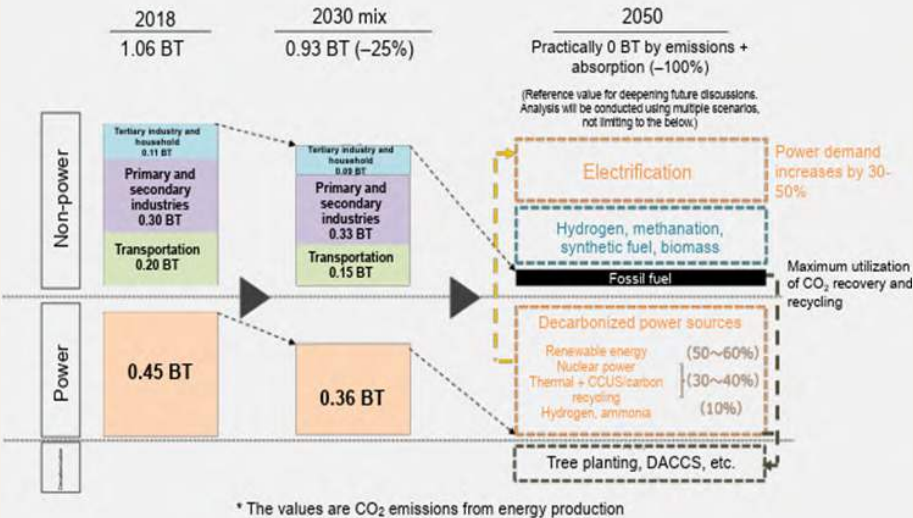 2018
1.06 BT
2030 mix
0.93 BT (–25%)
2050
Practically 0 BT by emissions +
absorption (–100%)
(Reference value for deepening future discussions.
Analysis will be conducted using multiple scenarios,
not limiting to the below.)
Non-power
Tertiary industry and
household
0.11 BT
Primary and
secondary
industries
0.30 BT
Transportation
0.20 BT
Tertiary industry and
household
0.09 BT
Primary and
secondary
industries
0.33 BT
Transportation
0.15 BT
Electrification
Power demand
increases by 30-
50%
Hydrogen, methanation,
synthetic fuel, biomass
Fossil fuel
Maximum utilization
of CO₂ recovery and
recycling
Power
0.45 BT
0.36 BT
Decarbonized power sources
Renewable energy (50~60%)
Nuclear power
Thermal + CCUS/carbon
recycling
(30~40%)
Hydrogen, ammonia (10%)
Tree planting, DACCS, etc.
* The values are CO₂ emissions from energy production